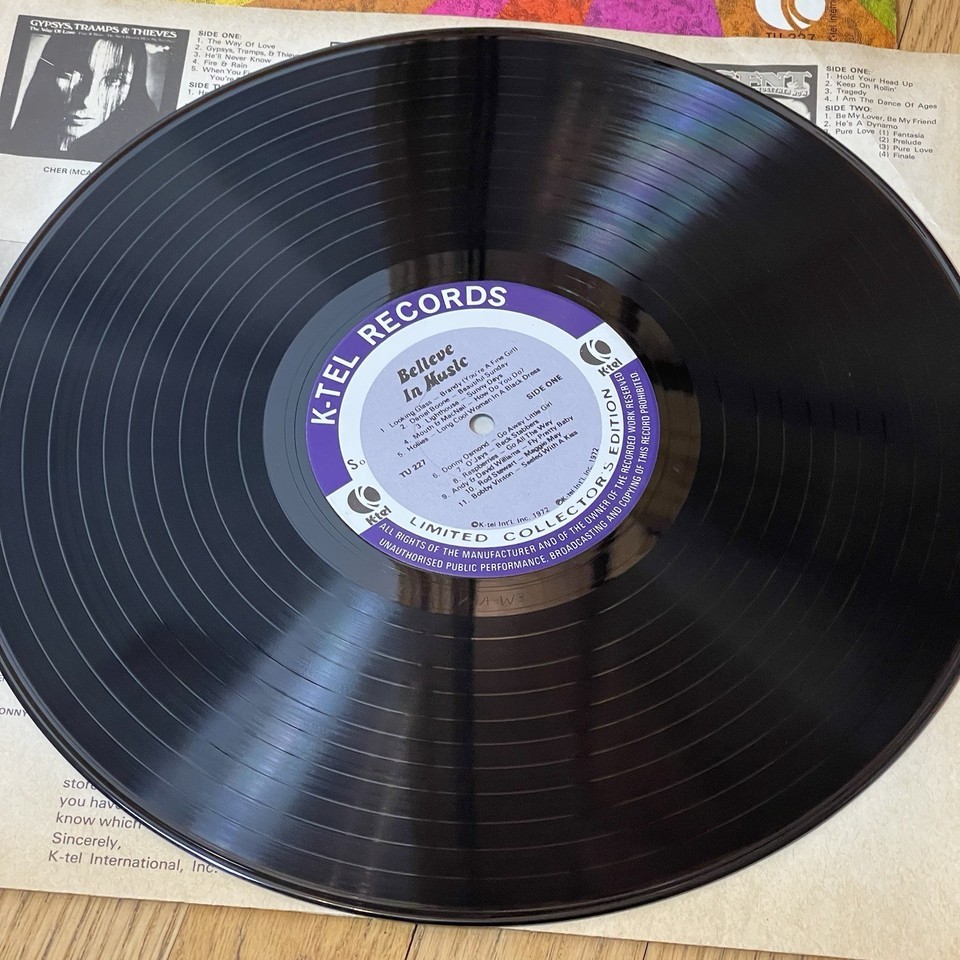 GYPSYS, TRAMPS & THIEVES
SIDE ONE:
1. The Way Of Love
2. Gypsys, Tramps, &
3. He'll Never Know
4. Fire & Rain
5. When You
CHER (MCA
TU 227
SIDE ONE:
1. Hold Your Head Up
2. Keep On Rollin'
3. Tragedy
4. I Am The Dance Of Ages
SIDE TWO:
1. Be My Lover, Be My Friend
2. He's A Dynamo
3. Pure Love (1) Fantasia
(2) Prelude
(3) Pure Love
(4) Finale
K-TEL RECORDS
K-tel
Believe
In Music
1. Looking Glass – Brandy (You're A Fine Girl)
2. Daniel Boone – Beautiful Sunday
3. Lighthouse – Sunny Days
4. Mouth & MacNeil – How Do You Do?
5. Hollies – Long Cool Woman In A Black Dress
SIDE ONE
TU 227
6. Donny Osmond – Go Away Little Girl
7. O'Jays – Back Stabbers
8. Raspberries – Go All The Way
9. Andy & David Williams – Fly Pretty Baby
10. Rod Stewart – Maggie May
11. Bobby Vinton – Sealed With A Kiss
©K-tel Int'l. Inc. 1972
℗K-tel Int'l. Inc. 1972
K-tel
LIMITED COLLECTOR'S EDITION
ALL RIGHTS OF THE MANUFACTURER AND OF THE OWNER OF THE RECORDED WORK RESERVED
UNAUTHORISED PUBLIC PERFORMANCE, BROADCASTING AND COPYING OF THIS RECORD PROHIBITED
you have
know which
Sincerely,
K-tel International, Inc.